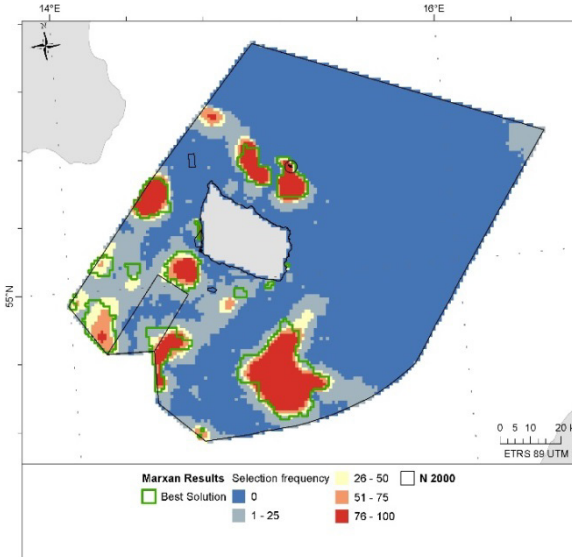 14°E
16°E
N
55°N
0 5 10 20 k
ETRS 89 UTM
Marxan Results Selection frequency 26 - 50 N 2000
Best Solution 0 51 - 75
1 - 25 76 - 100